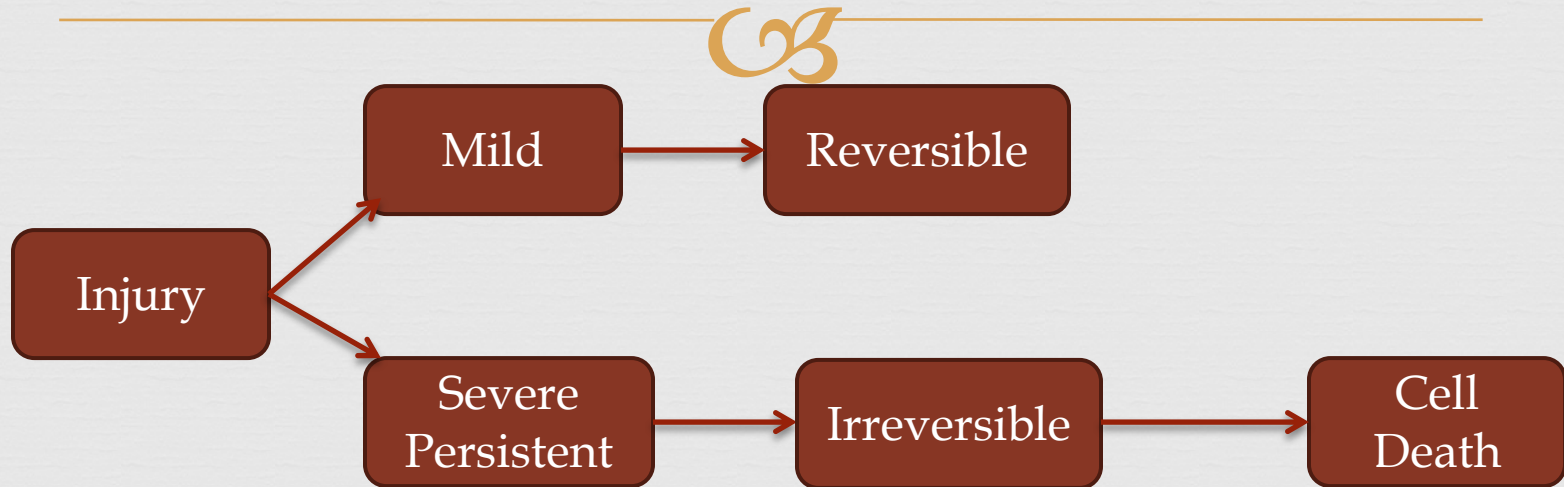 Mild
Reversible
Injury
Severe
Persistent
Irreversible
Cell
Death